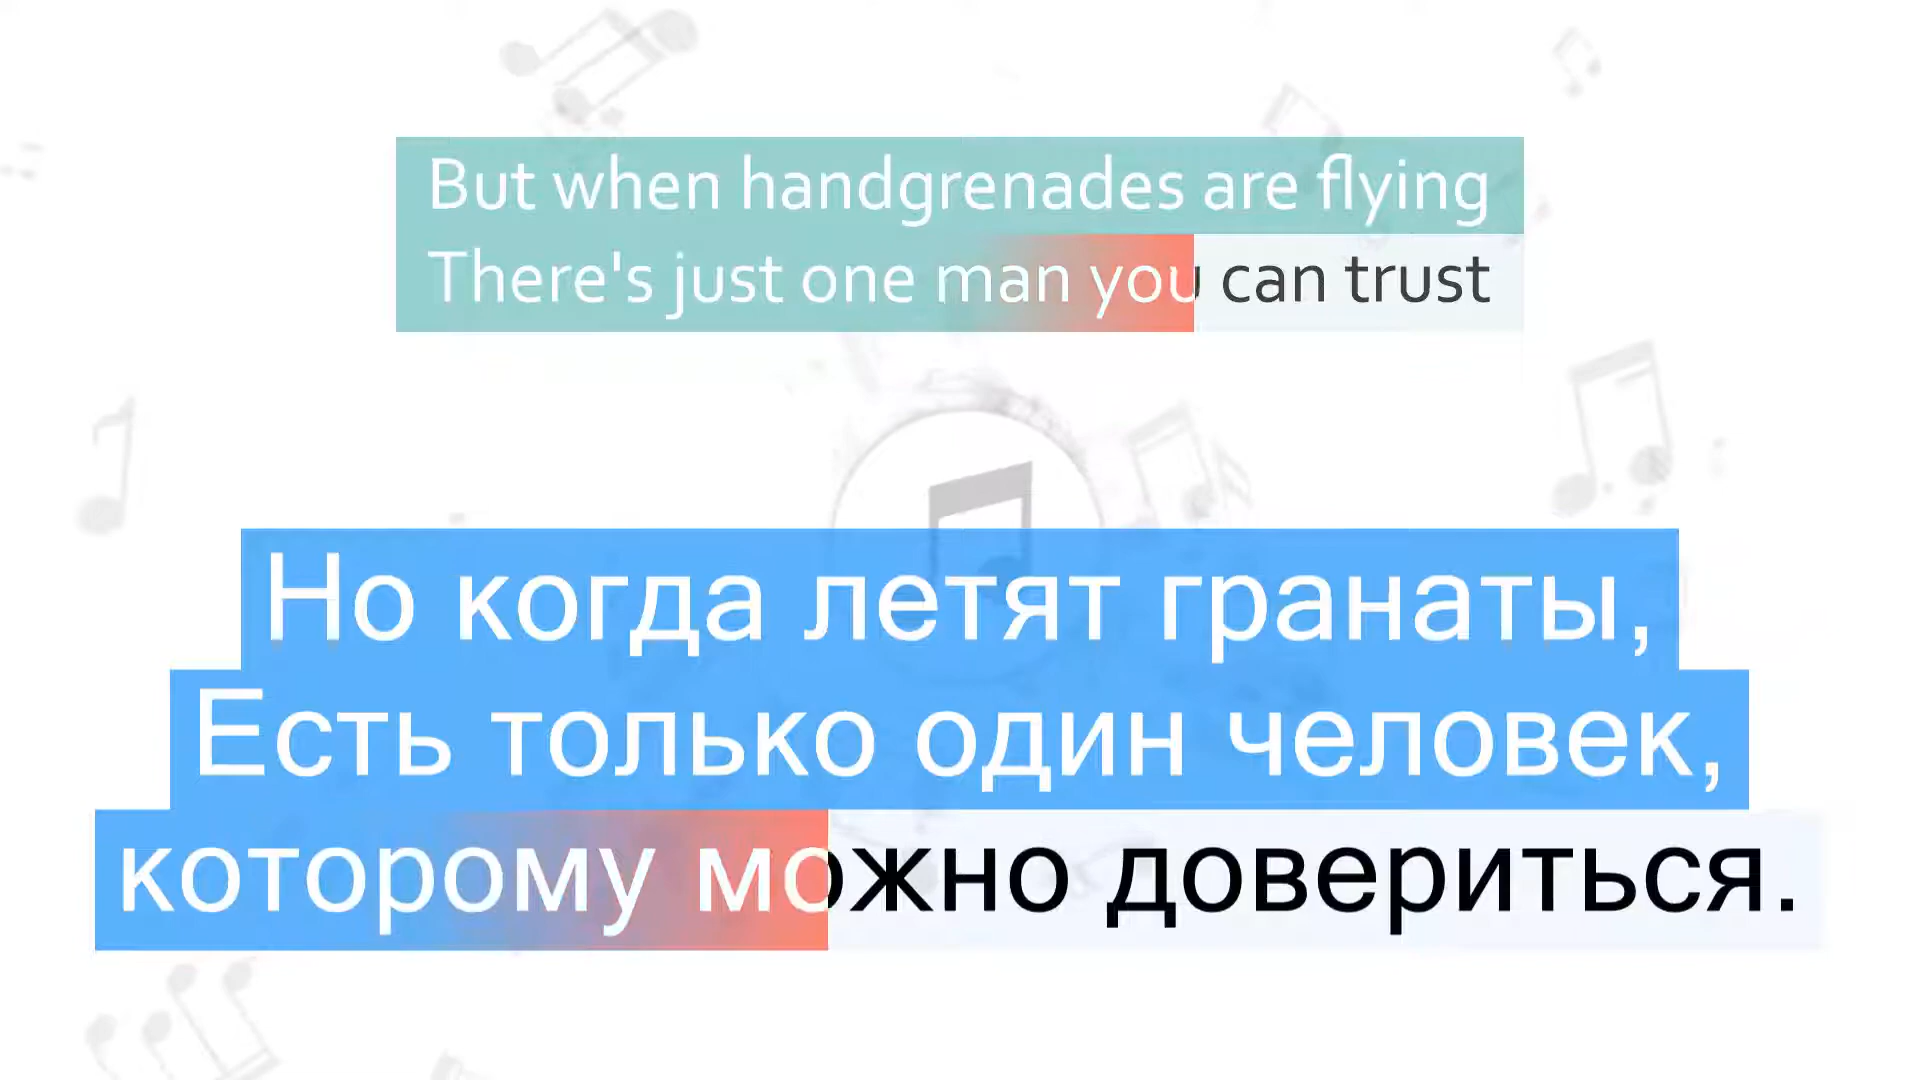 But when handgrenades are flying
There's just one man you can trust
Но когда летят гранаты,
Есть только один человек,
которому можно довериться.